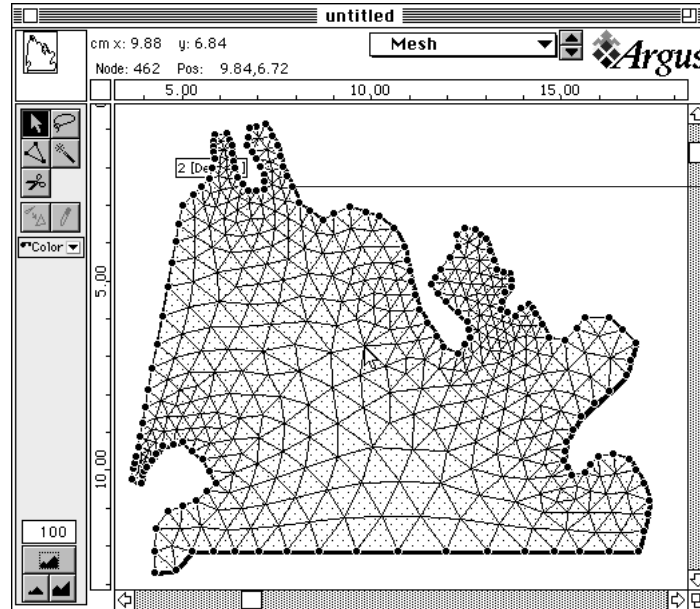 untitled
cm x: 9.88 y: 6.84
Node: 462 Pos: 9.84,6.72
Mesh
Argus
5.00 10.00 15.00
0
5.00
10.00
2 [De
Color
100